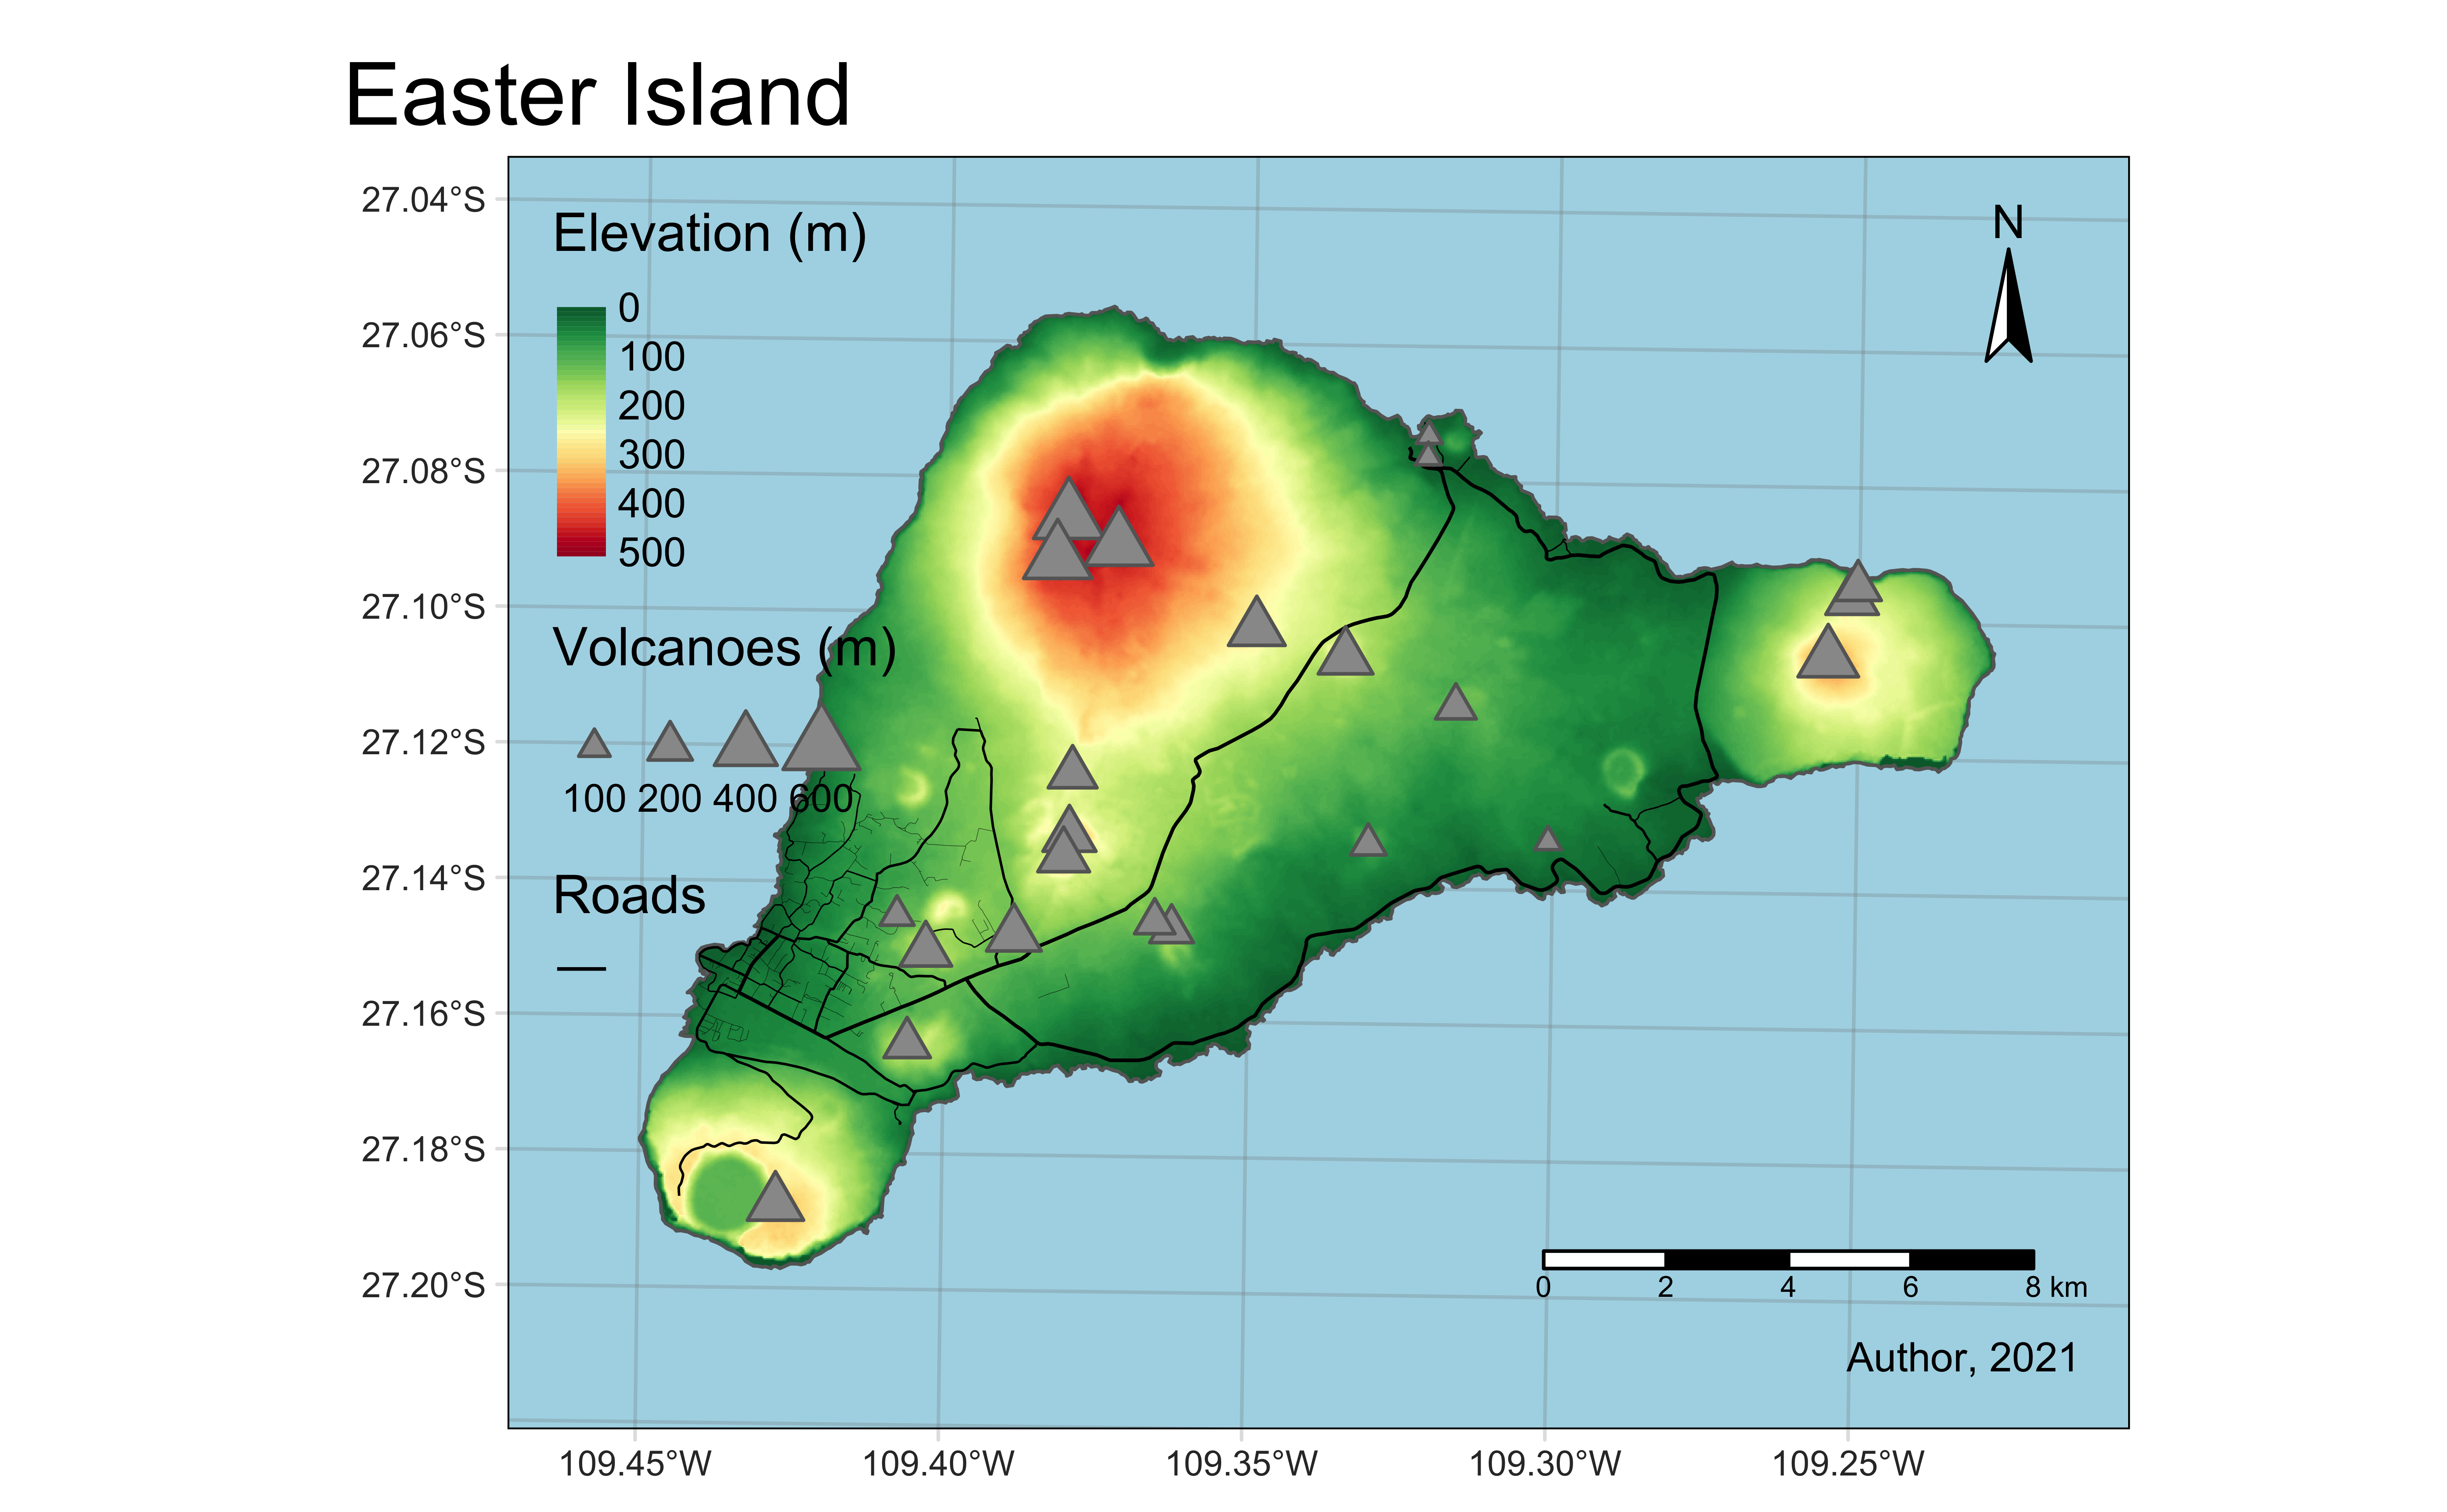 Easter Island
27.04°S
27.06°S
27.08°S
27.10°S
27.12°S
27.14°S
27.16°S
27.18°S
27.20°S
Elevation (m)
0
100
200
300
400
500
Volcanoes (m)
100 200 400 600
Roads
N
0 2 4 6 8 km
Author, 2021
109.45°W 109.40°W 109.35°W 109.30°W 109.25°W